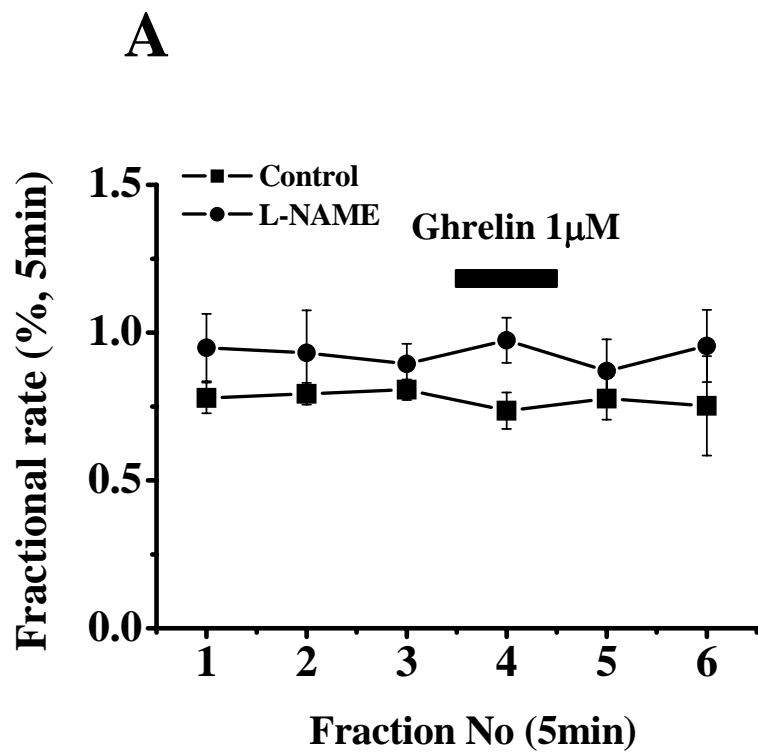 A
Control
L-NAME
Ghrelin 1μM
Fractional rate (%, 5min)
1.5
1.0
0.5
0.0
1 2 3 4 5 6
Fraction No (5min)